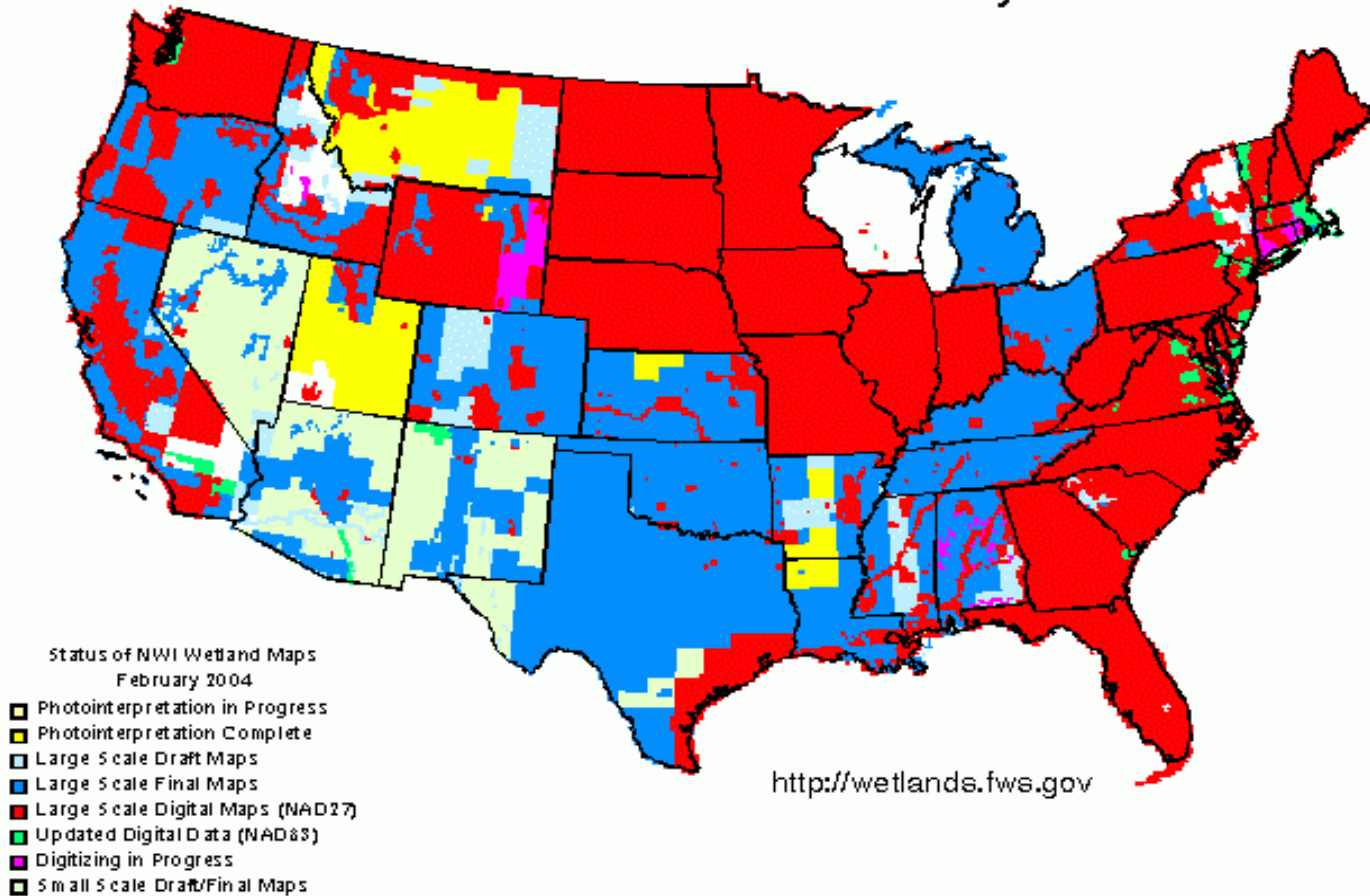 Status of NWI Wetland Maps
February 2004
Photointerpretation in Progress
Photointerpretation Complete
Large Scale Draft Maps
Large Scale Final Maps
Large Scale Digital Maps (NAD27)
Updated Digital Data (NAD83)
Digitizing in Progress
Small Scale Draft/Final Maps
http://wetlands.fws.gov